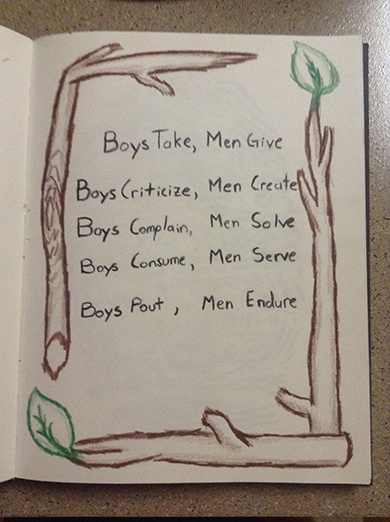 Boys Take, Men Give
Boys Criticize, Men Create
Boys Complain, Men Solve
Boys Consume, Men Serve
Boys Pout, Men Endure